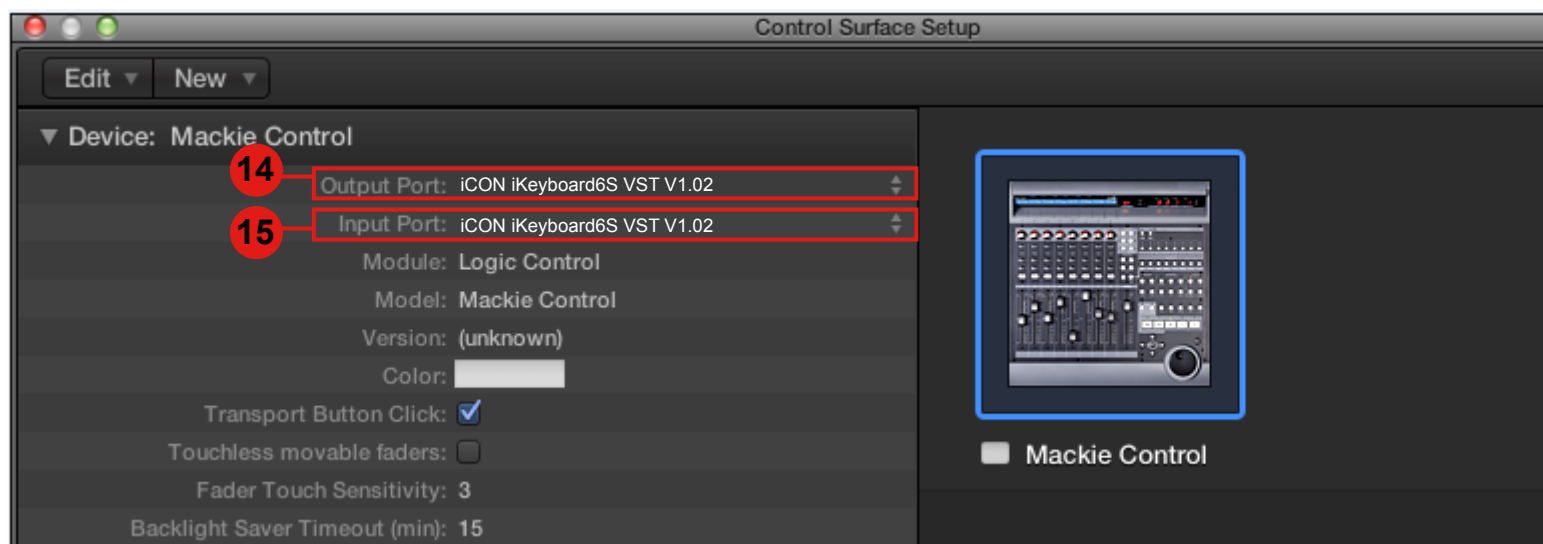 Control Surface Setup
Edit New
Device: Mackie Control
14
Output Port: iCON iKeyboard6S VST V1.02
15
Input Port: iCON iKeyboard6S VST V1.02
Module: Logic Control
Model: Mackie Control
Version: (unknown)
Color:
Transport Button Click:
Touchless movable faders:
Mackie Control
Fader Touch Sensitivity: 3
Backlight Saver Timeout (min): 15